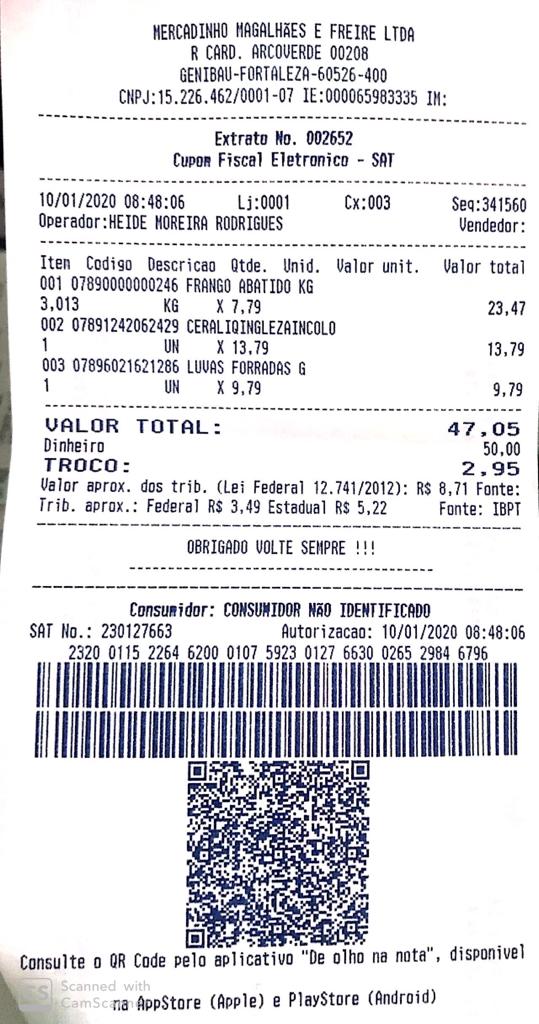 MERCADINHO MAGALHÃES E FREIRE LTDA
R CARD. ARCOVERDE 00208
GENIBAU-FORTALEZA-60526-400
CNPJ:15.226.462/0001-07 IE:000065983335 IM:
Extrato No. 002652
Cupom Fiscal Eletronico - SAT
10/01/2020 08:48:06 Lj:0001 Cx:003 Seq:341560
Operador:HEIDE MOREIRA RODRIGUES Vendedor:
Item Codigo Descricao Qtde. Unid. Valor unit. Valor total
001 07890000000246 FRANGO ABATIDO KG
3,013 KG X 7,79 23,47
002 07891242062429 CERALIQINGLEZAINCOLO
1 UN X 13,79 13,79
003 07896021621286 LUVAS FORRADAS G
1 UN X 9,79 9,79
VALOR TOTAL: 47,05
Dinheiro 50,00
TROCO: 2,95
Valor aprox. dos trib. (Lei Federal 12.741/2012): R$ 8,71 Fonte:
Trib. aprox.: Federal R$ 3,49 Estadual R$ 5,22 Fonte: IBPT
OBRIGADO VOLTE SEMPRE !!!
Consumidor: CONSUMIDOR NÃO IDENTIFICADO
SAT No.: 230127663 Autorizacao: 10/01/2020 08:48:06
2320 0115 2264 6200 0107 5923 0127 6630 0265 2984 6796
Consulte o QR Code pelo aplicativo "De olho na nota", disponivel
na AppStore (Apple) e PlayStore (Android)
CS Scanned with
CamScanner